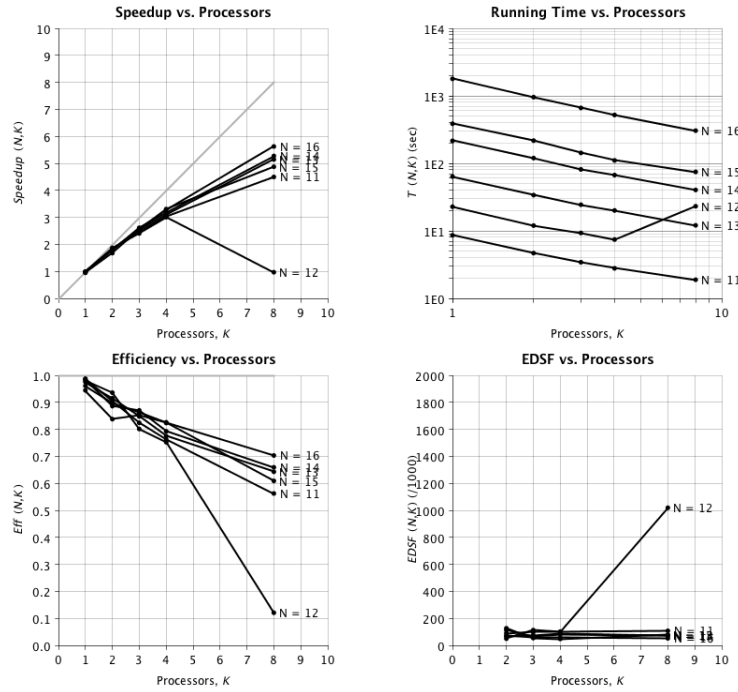 Speedup vs. Processors
10
9
8
7
6
5
4
3
2
1
0
Speedup (N,K)
N = 16
N = 14
N = 13
N = 15
N = 11
N = 12
0 1 2 3 4 5 6 7 8 9 10
Processors, K
Running Time vs. Processors
1E4
1E3
1E2
1E1
1E0
T (N,K) (sec)
N = 16
N = 15
N = 14
N = 12
N = 13
N = 11
1 10
Processors, K
Efficiency vs. Processors
1.0
0.9
0.8
0.7
0.6
0.5
0.4
0.3
0.2
0.1
0.0
Eff (N,K)
N = 16
N = 14
N = 13
N = 15
N = 11
N = 12
0 1 2 3 4 5 6 7 8 9 10
Processors, K
EDSF vs. Processors
2000
1800
1600
1400
1200
1000
800
600
400
200
0
EDSF (N,K) (/1000)
N = 12
N = 11
N = 16
0 1 2 3 4 5 6 7 8 9 10
Processors, K